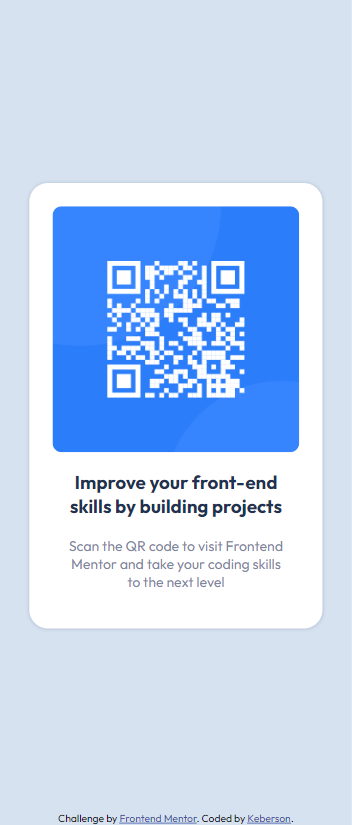 Improve your front-end
skills by building projects
Scan the QR code to visit Frontend
Mentor and take your coding skills
to the next level
Challenge by Frontend Mentor. Coded by Keberson.